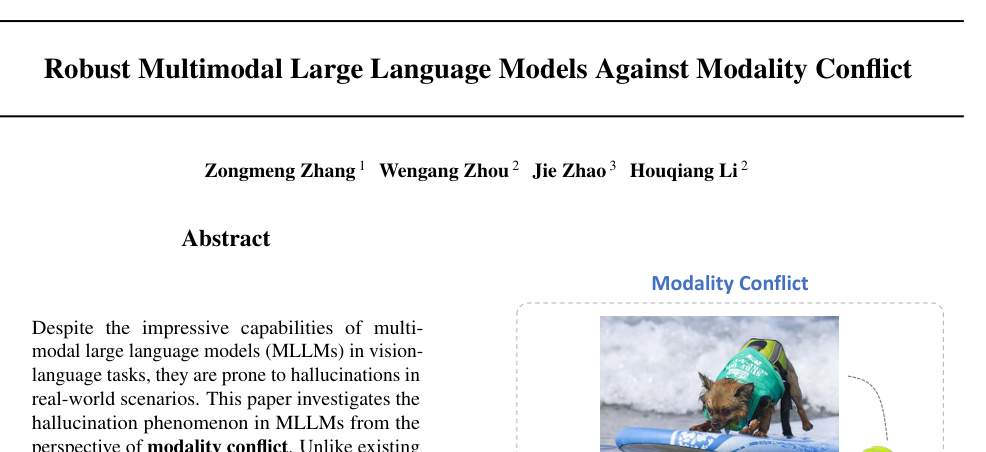 Robust Multimodal Large Language Models Against Modality Conflict
Zongmeng Zhang 1 Wengang Zhou 2 Jie Zhao 3 Houqiang Li 2
Abstract
Despite the impressive capabilities of multi-
modal large language models (MLLMs) in vision-
language tasks, they are prone to hallucinations in
real-world scenarios. This paper investigates the
hallucination phenomenon in MLLMs from the
perspective of modality conflict. Unlike existing
Modality Conflict